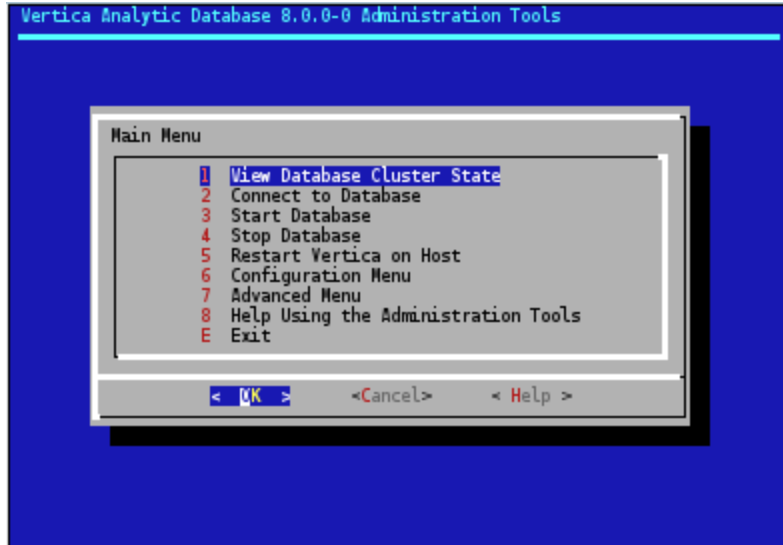 Vertica Analytic Database 8.0.0-0 Administration Tools
Main Menu
1 View Database Cluster State
2 Connect to Database
3 Start Database
4 Stop Database
5 Restart Vertica on Host
6 Configuration Menu
7 Advanced Menu
8 Help Using the Administration Tools
E Exit
< OK > <Cancel> < Help >